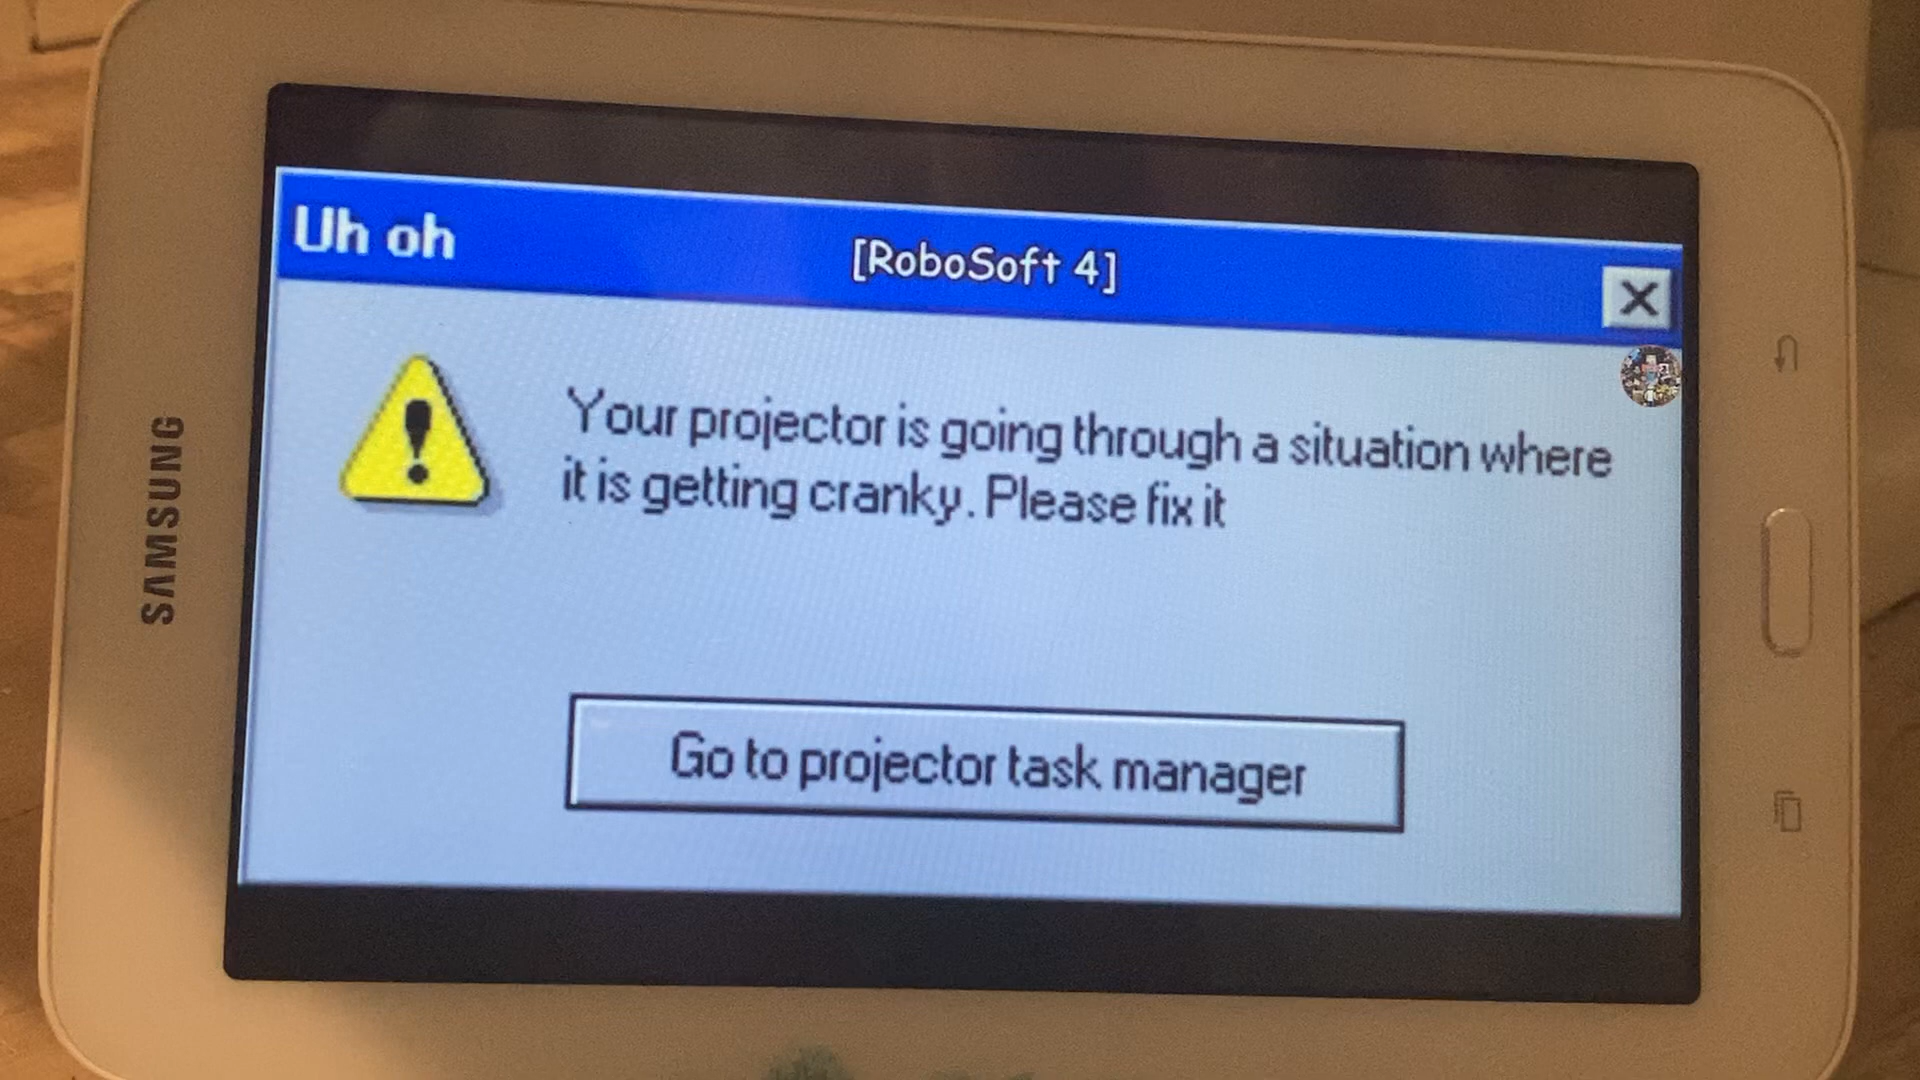 Uh oh
[RoboSoft 4]
Your projector is going through a situation where
it is getting cranky. Please fix it
Go to projector task manager
SAMSUNG